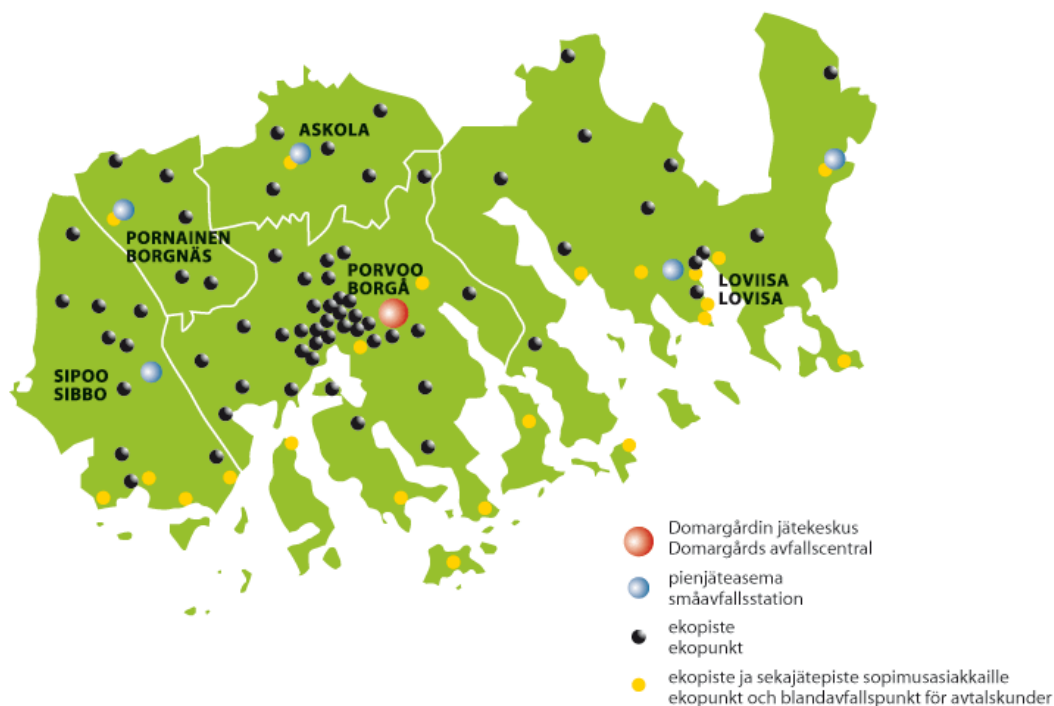 ASKOLA
PORNAINEN
BORGNÄS
PORVOO
BORGÅ
LOVIISA
LOVISA
SIPOO
SIBBO
Domargårdin jätekeskus
Domargårds avfallscentral
pienjäteasema
småavfallsstation
ekopiste
ekopunkt
ekopiste ja sekajätepiste sopimusasiakkaille
ekopunkt och blandavfallspunkt för avtalskunder